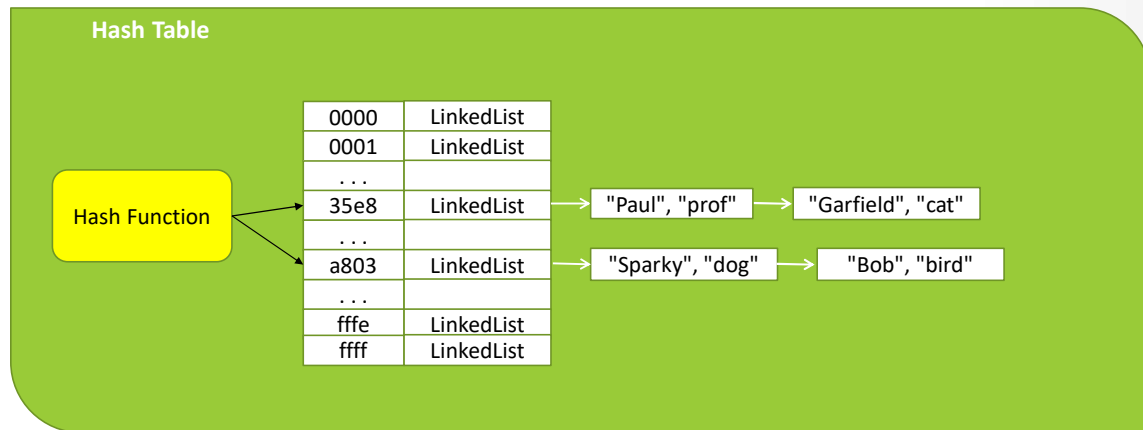 Hash Table
0000 LinkedList
0001 LinkedList
. . .
Hash Function
35e8 LinkedList "Paul", "prof" "Garfield", "cat"
. . .
a803 LinkedList "Sparky", "dog" "Bob", "bird"
. . .
fffe LinkedList
ffff LinkedList